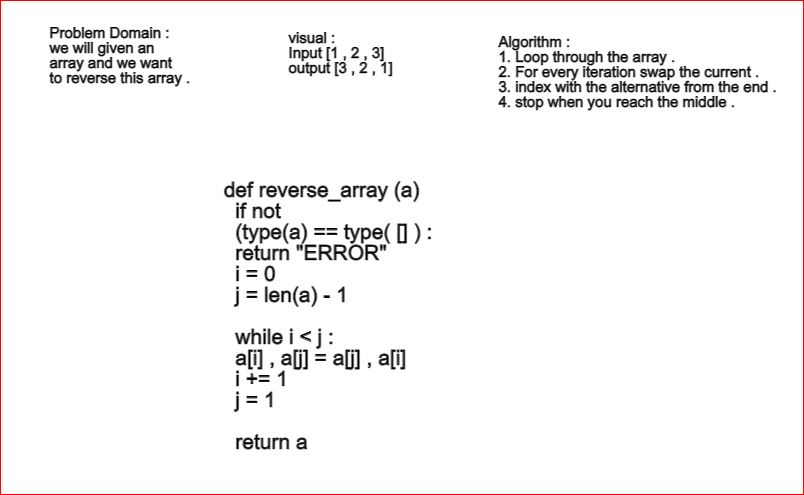 Problem Domain :
we will given an
array and we want
to reverse this array .
visual :
Input [1 , 2 , 3]
output [3 , 2 , 1]
Algorithm :
1. Loop through the array .
2. For every iteration swap the current .
3. index with the alternative from the end .
4. stop when you reach the middle .
def reverse_array (a)
if not
(type(a) == type( [] ) :
return "ERROR"
i = 0
j = len(a) - 1
while i < j :
a[i] , a[j] = a[j] , a[i]
i += 1
j = 1
return a